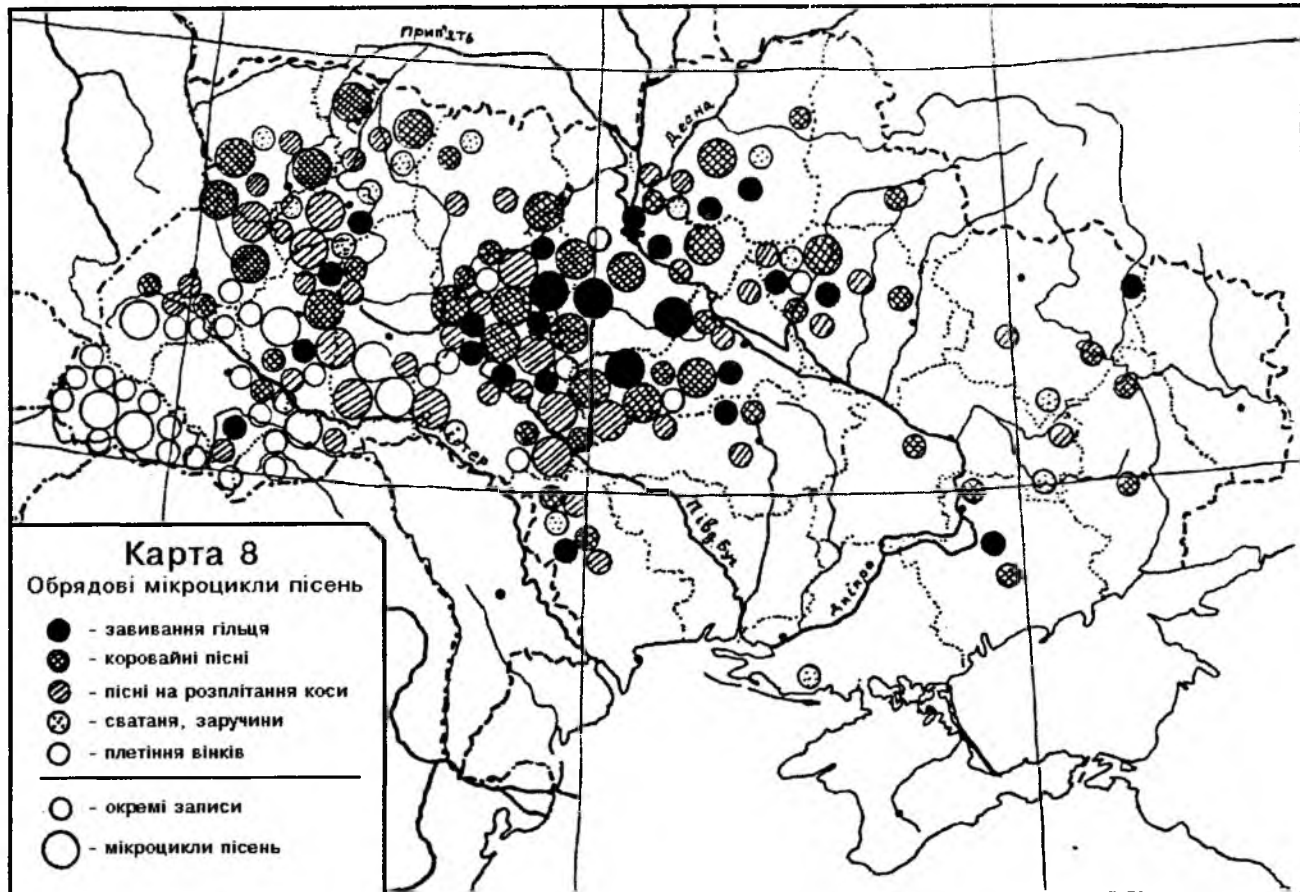 Прип'ять
Десна
Півд. Буг
Дніпро
Карта 8
Обрядові мікроцикли пісень
- завивання гільця
- коровайні пісні
- пісні на розплітання коси
- сватаня, заручини
- плетіння вінків
- окремі записи
- мікроцикли пісень